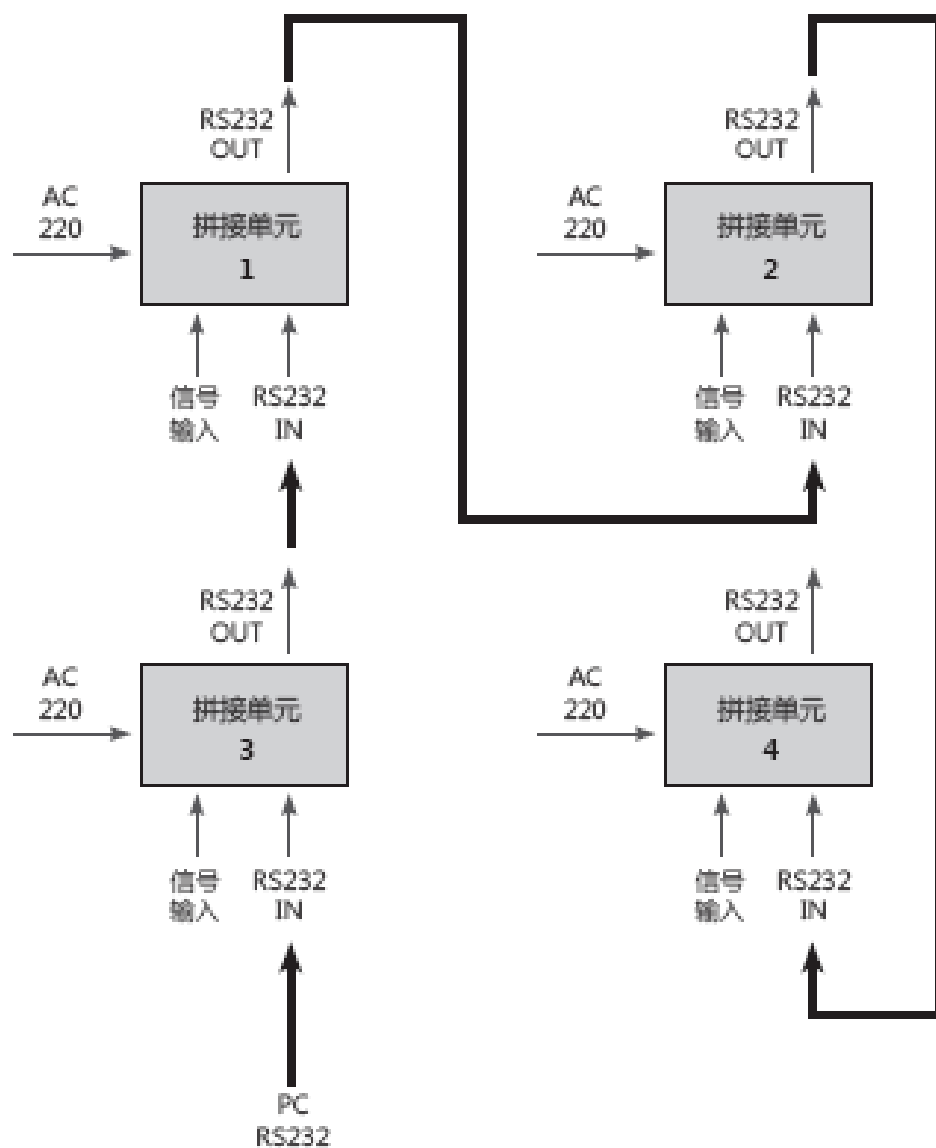 RS232
OUT
AC
220
拼接单元
1
信号
输入
RS232
IN
RS232
OUT
AC
220
拼接单元
2
信号
输入
RS232
IN
RS232
OUT
AC
220
拼接单元
3
信号
输入
RS232
IN
PC
RS232
RS232
OUT
AC
220
拼接单元
4
信号
输入
RS232
IN